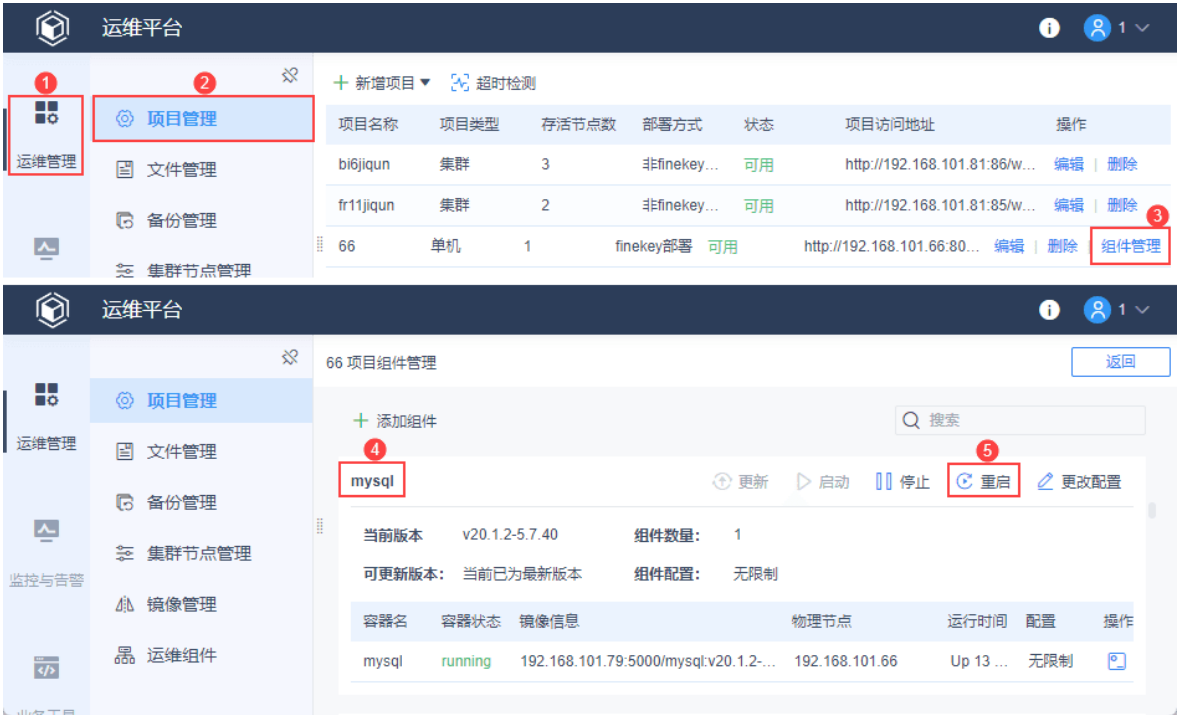 运维平台
1
1
2
新增项目
超时检测
项目管理
项目名称 项目类型 存活节点数 部署方式 状态 项目访问地址 操作
运维管理
文件管理
bi6jiqun 集群 3 非finekey... 可用 http://192.168.101.81:86/w... 编辑 | 删除
备份管理
fr11jiqun 集群 2 非finekey... 可用 http://192.168.101.81:85/w... 编辑 | 删除
3
66 单机 1 finekey部署 可用 http://192.168.101.66:80... 编辑 | 删除 | 组件管理
集群节点管理
运维平台
1
66 项目组件管理
返回
项目管理
添加组件
搜索
运维管理
文件管理
4
5
mysql 更新 启动 停止 重启 更改配置
备份管理
当前版本 v20.1.2-5.7.40 组件数量: 1
集群节点管理
可更新版本: 当前已为最新版本 组件配置: 无限制
监控与告警
镜像管理
容器名 容器状态 镜像信息 物理节点 运行时间 配置 操作
运维组件
mysql running 192.168.101.79:5000/mysql:v20.1.2-... 192.168.101.66 Up 13 ... 无限制